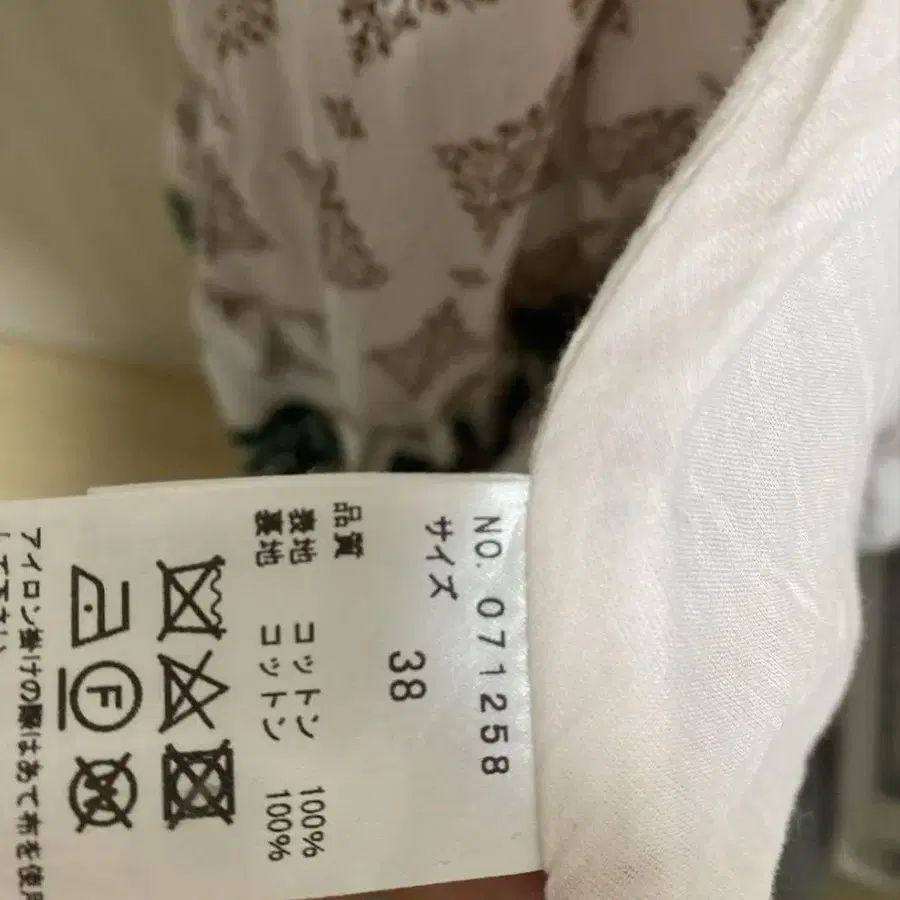 NO. 071258
サイズ 38
品質
表地 コットン 100%
裏地 コットン 100%
F
W
アイロン掛けの際はあて布を使用